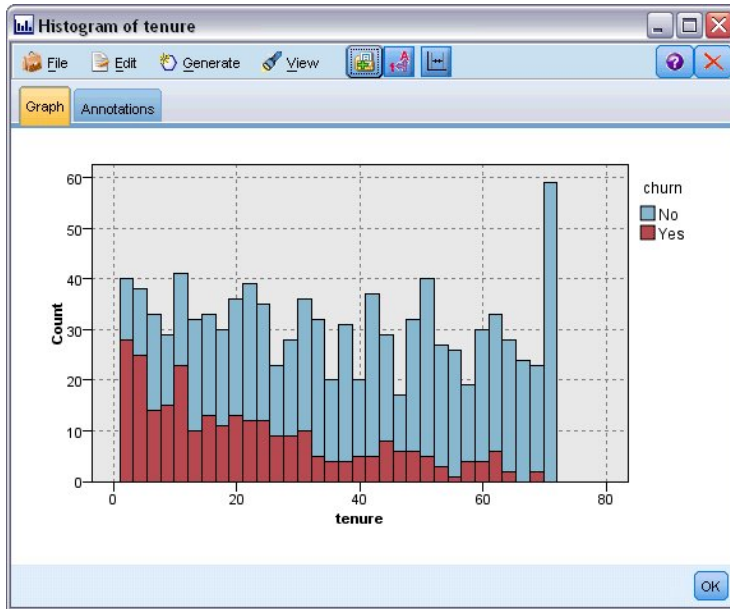 Histogram of tenure
File Edit Generate View
Graph Annotations
60
50
40
30
20
10
0
Count
0 20 40 60 80
tenure
churn
No
Yes
OK